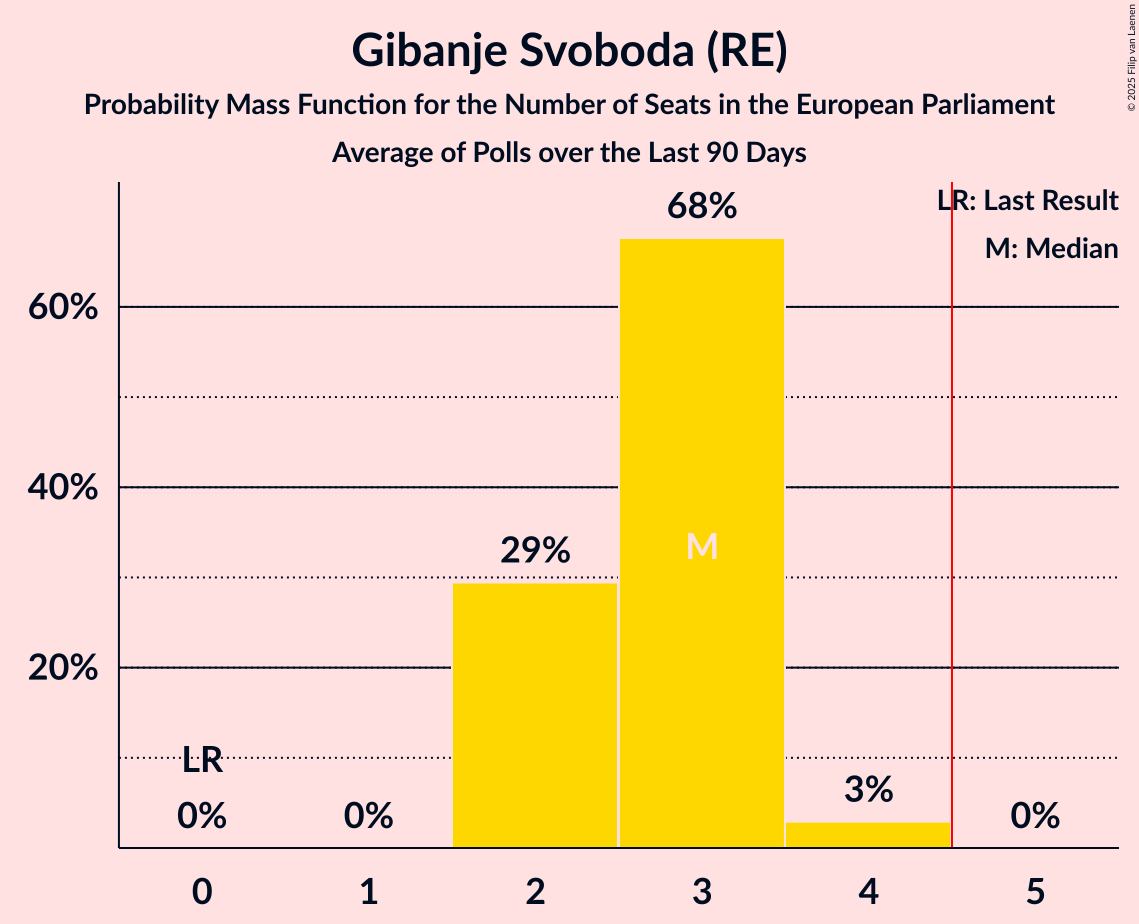 Gibanje Svoboda (RE)
Probability Mass Function for the Number of Seats in the European Parliament
Average of Polls over the Last 90 Days
© 2025 Filip van Laenen
LR: Last Result
M: Median
68%
60%
40%
29%
M
20%
LR
0%
0%
3%
0%
0
1
2
3
4
5